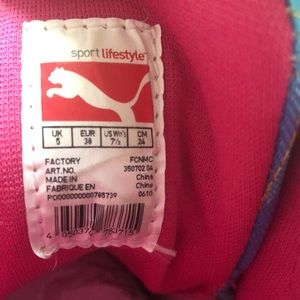 sport lifestyle
UK EUR US Wn's CM
5 38 7½ 24
FACTORY FCNMC
ART.NO. 350702 04
MADE IN China
FABRIQUE EN China
0610